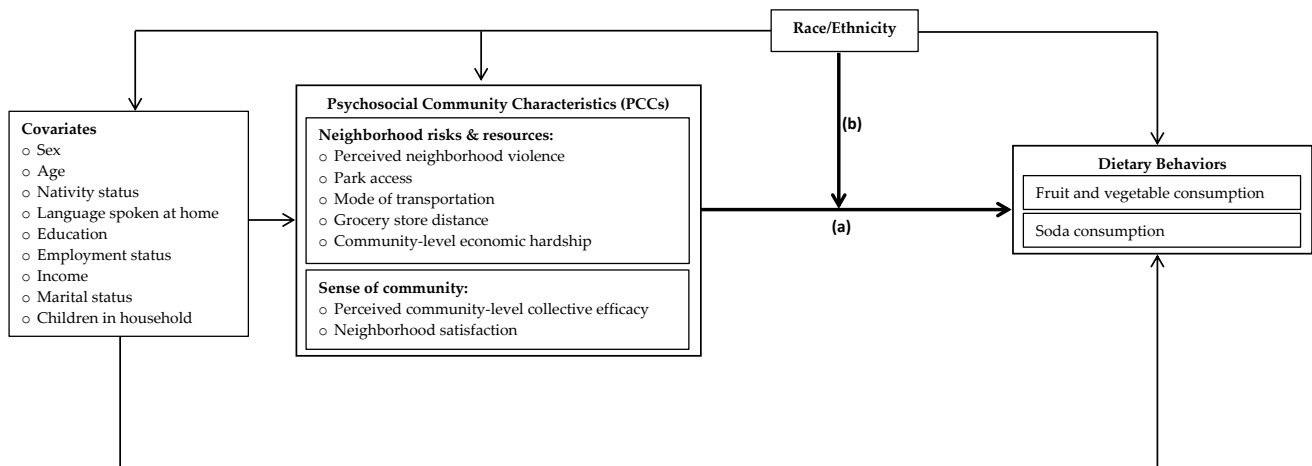 Race/Ethnicity
Covariates
○ Sex
○ Age
○ Nativity status
○ Language spoken at home
○ Education
○ Employment status
○ Income
○ Marital status
○ Children in household
Psychosocial Community Characteristics (PCCs)
Neighborhood risks & resources:
○ Perceived neighborhood violence
○ Park access
○ Mode of transportation
○ Grocery store distance
○ Community-level economic hardship
Sense of community:
○ Perceived community-level collective efficacy
○ Neighborhood satisfaction
(b)
(a)
Dietary Behaviors
Fruit and vegetable consumption
Soda consumption